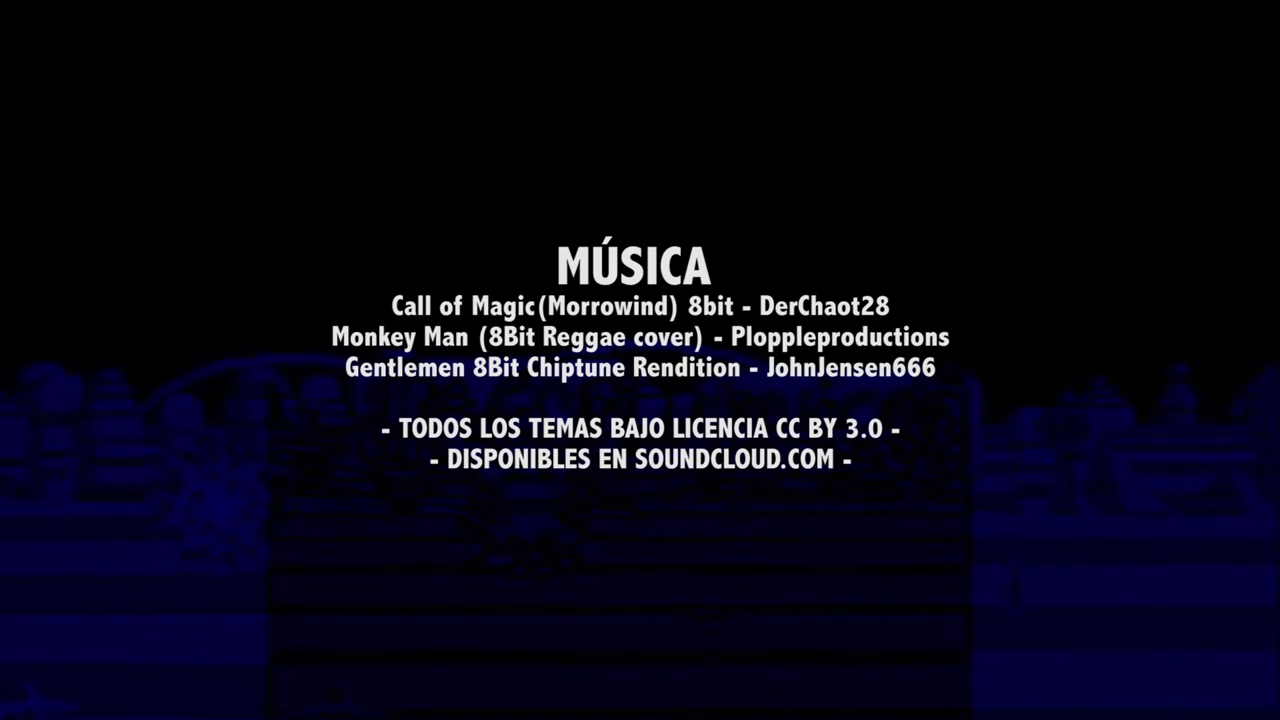 MÚSICA
Call of Magic(Morrowind) 8bit - DerChaot28
Monkey Man (8Bit Reggae cover) - Ploppleproductions
Gentlemen 8Bit Chiptune Rendition - JohnJensen666
- TODOS LOS TEMAS BAJO LICENCIA CC BY 3.0 -
- DISPONIBLES EN SOUNDCLOUD.COM -